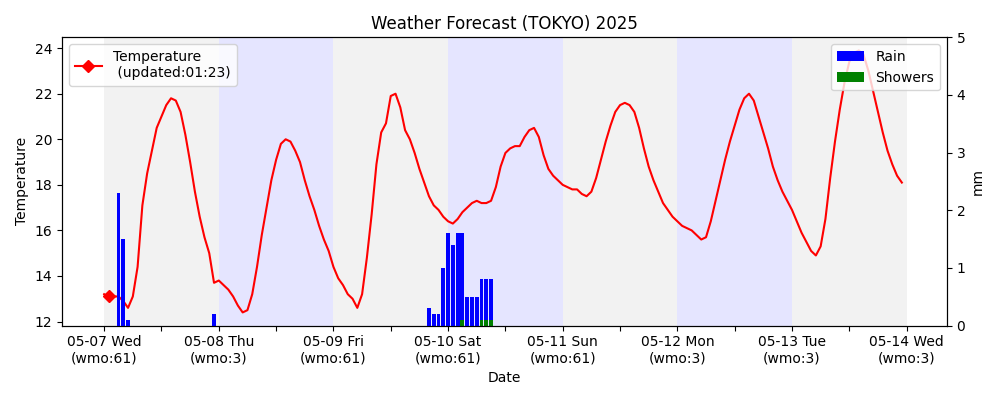 Weather Forecast (TOKYO) 2025
Temperature
(updated:01:23)
Rain
Showers
24
22
20
18
16
14
12
Temperature
5
4
3
2
1
0
mm
05-07 Wed
(wmo:61)
05-08 Thu
(wmo:3)
05-09 Fri
(wmo:61)
05-10 Sat
(wmo:61)
05-11 Sun
(wmo:61)
05-12 Mon
(wmo:3)
05-13 Tue
(wmo:3)
05-14 Wed
(wmo:3)
Date